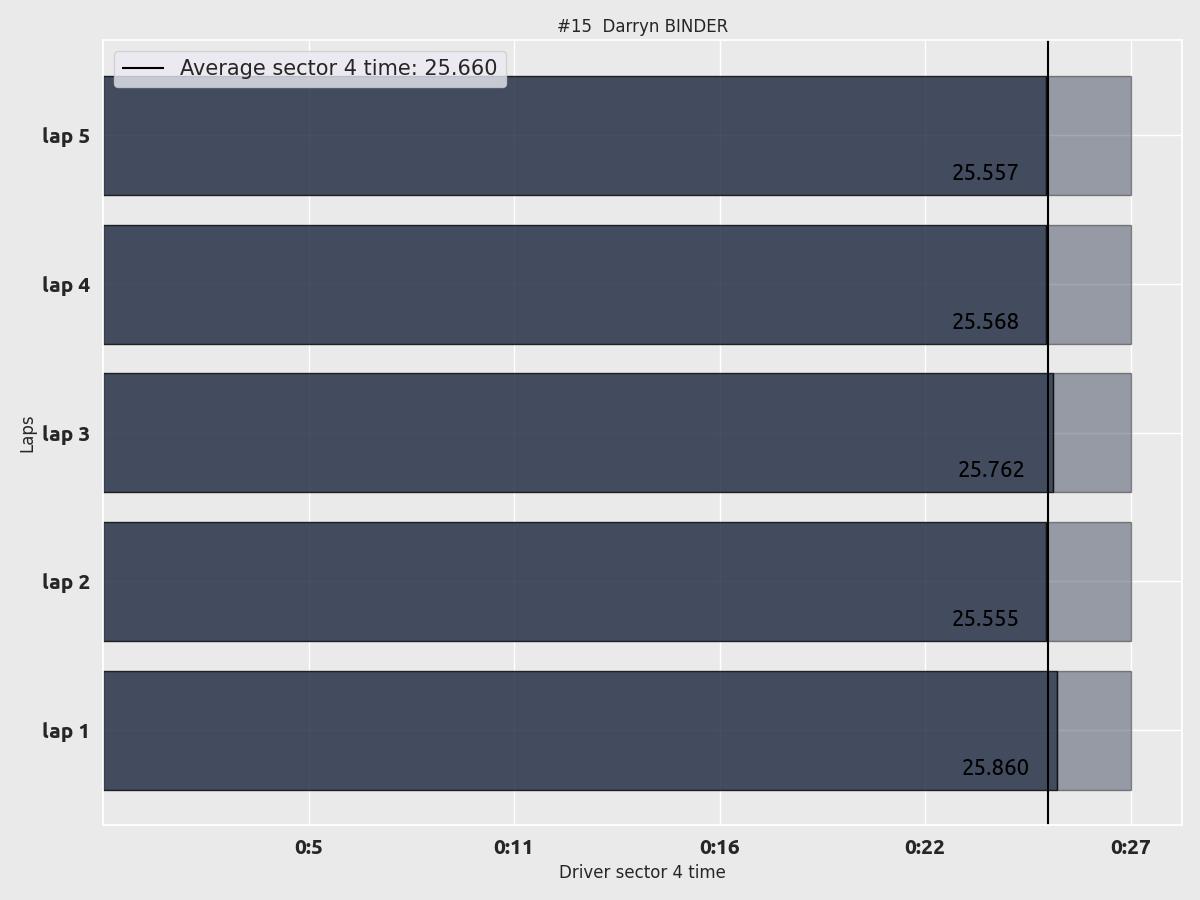 #15 Darryn BINDER
Average sector 4 time: 25.660
lap 5
25.557
lap 4
25.568
Laps
lap 3
25.762
lap 2
25.555
lap 1
25.860
0:5 0:11 0:16 0:22 0:27
Driver sector 4 time